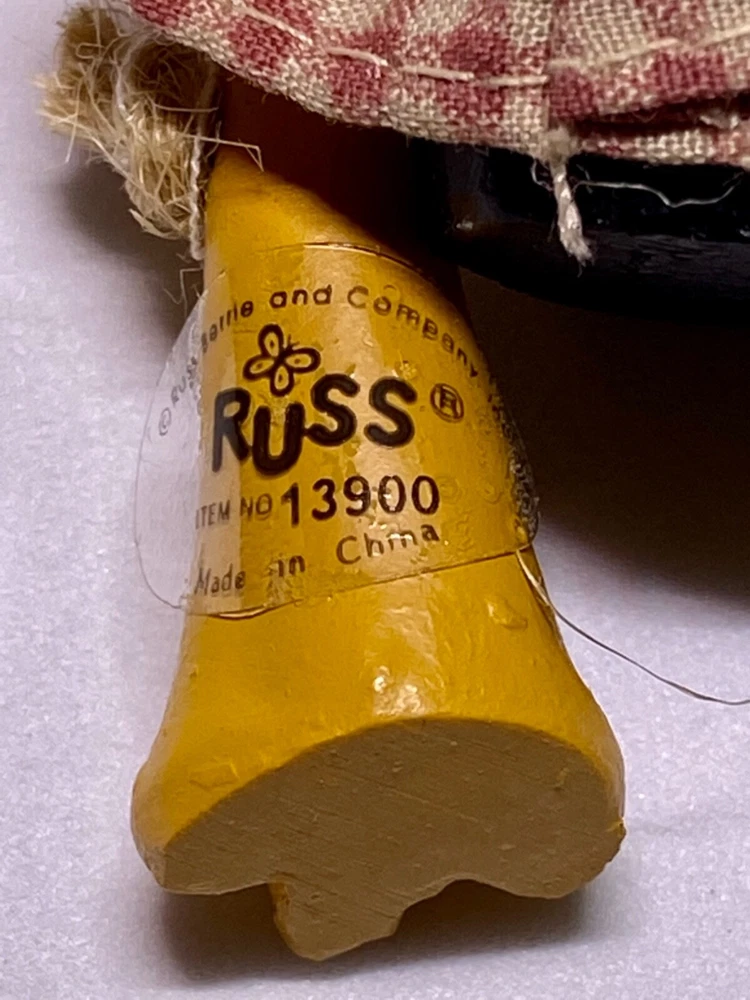 © RUSS Berrie and Company
RUSS®
ITEM NO 13900
Made in China